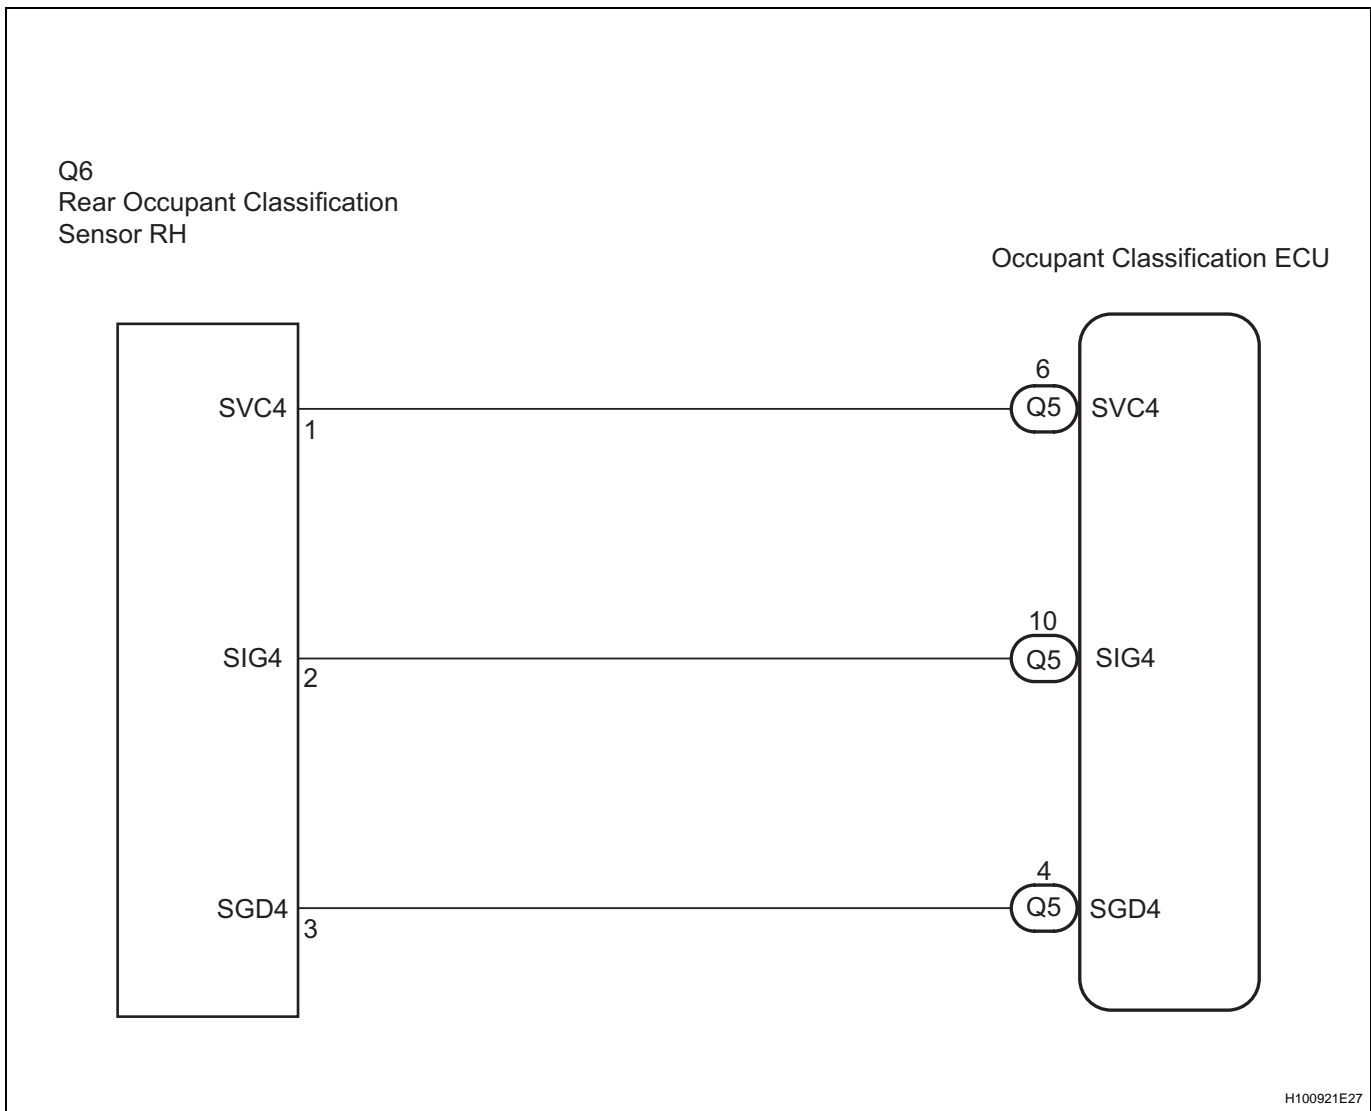 Q6
Rear Occupant Classification
Sensor RH
Occupant Classification ECU
6
SVC4
1
Q5
SVC4
10
SIG4
2
Q5
SIG4
4
SGD4
3
Q5
SGD4
H100921E27